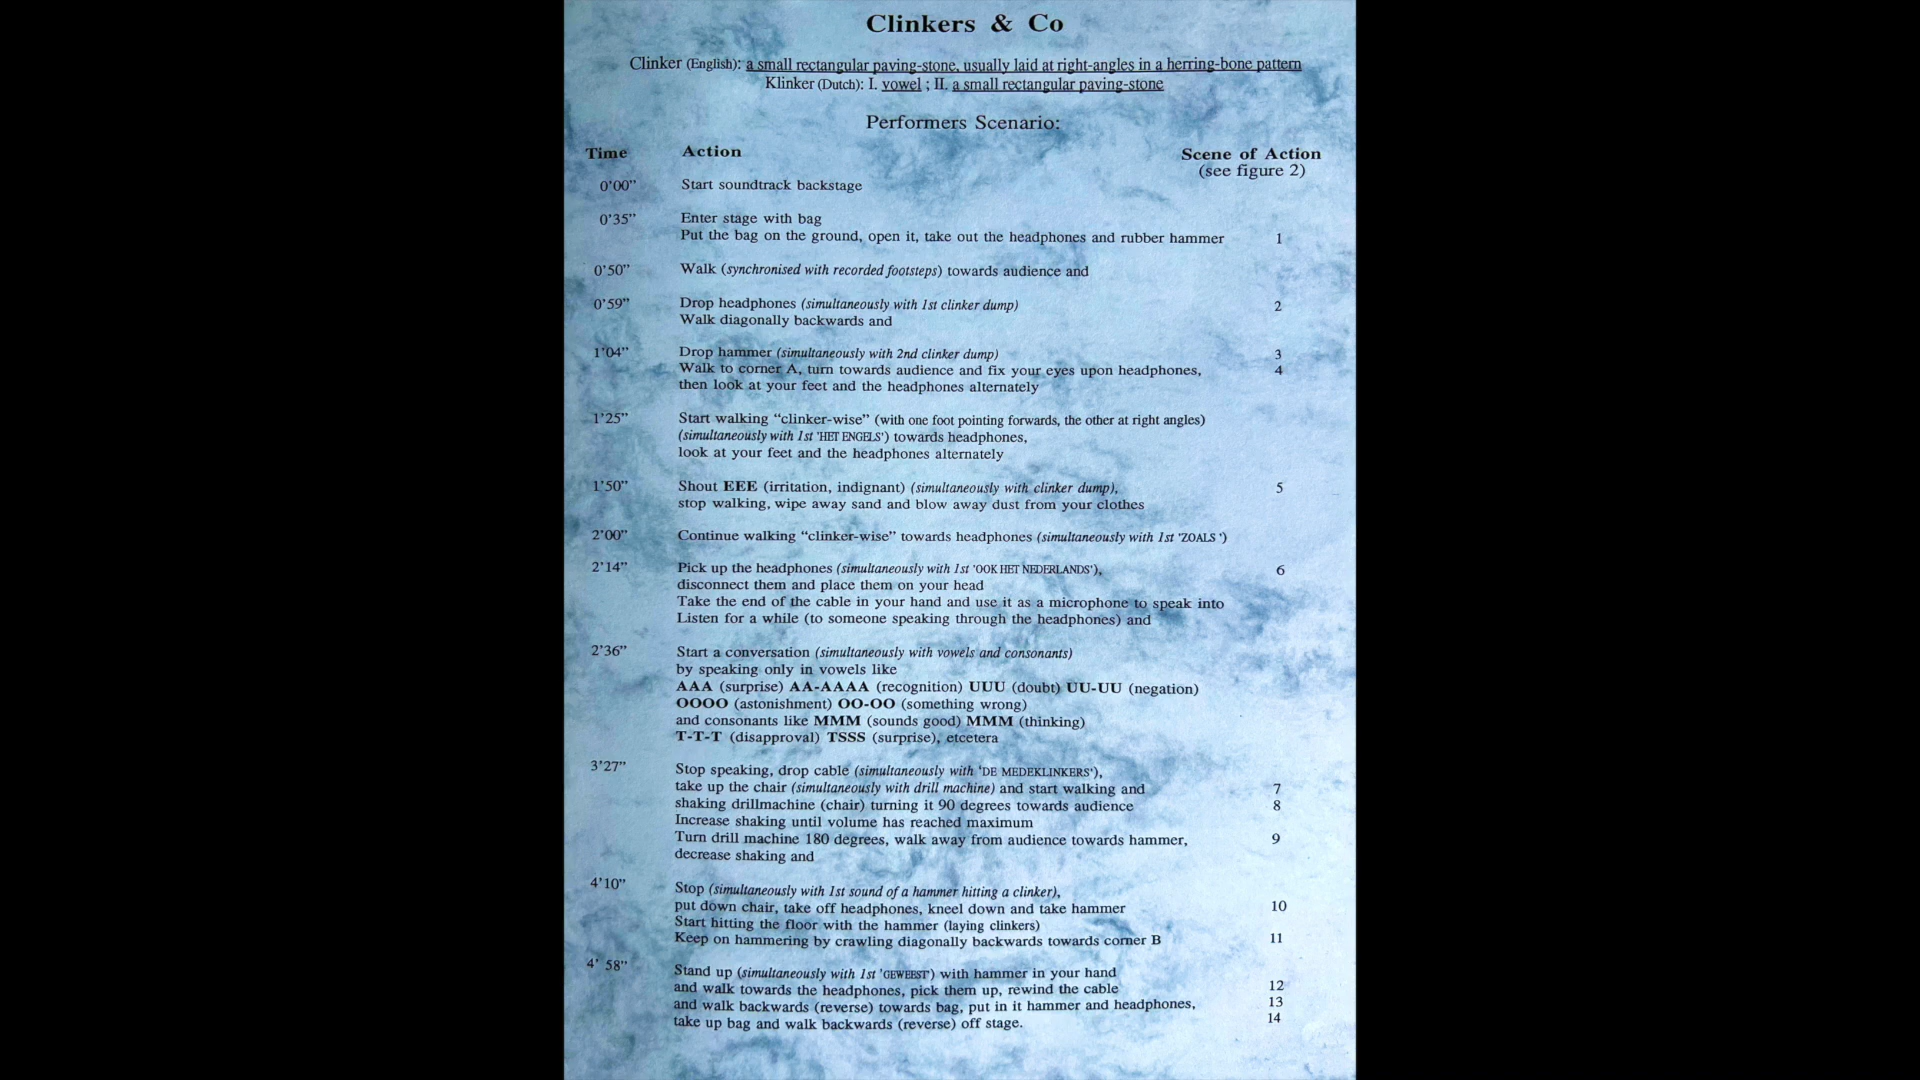 Clinkers & Co
Clinker (English): a small rectangular paving-stone, usually laid at right-angles in a herring-bone pattern
Klinker (Dutch): I. vowel ; II. a small rectangular paving-stone
Performers Scenario:
Time Action Scene of Action
(see figure 2)
0'00” Start soundtrack backstage
0'35” Enter stage with bag
Put the bag on the ground, open it, take out the headphones and rubber hammer 1
0'50” Walk (synchronised with recorded footsteps) towards audience and
0'59” Drop headphones (simultaneously with 1st clinker dump) 2
Walk diagonally backwards and
1'04” Drop hammer (simultaneously with 2nd clinker dump) 3
Walk to corner A, turn towards audience and fix your eyes upon headphones, 4
then look at your feet and the headphones alternately
1'25” Start walking “clinker-wise” (with one foot pointing forwards, the other at right angles)
(simultaneously with 1st 'HET ENGELS') towards headphones,
look at your feet and the headphones alternately
1'50” Shout EEE (irritation, indignant) (simultaneously with clinker dump), 5
stop walking, wipe away sand and blow away dust from your clothes
2'00” Continue walking “clinker-wise” towards headphones (simultaneously with 1st 'ZOALS ')
2'14” Pick up the headphones (simultaneously with 1st 'OOK HET NEDERLANDS'), 6
disconnect them and place them on your head
Take the end of the cable in your hand and use it as a microphone to speak into
Listen for a while (to someone speaking through the headphones) and
2'36” Start a conversation (simultaneously with vowels and consonants)
by speaking only in vowels like
AAA (surprise) AA-AAAA (recognition) UUU (doubt) UU-UU (negation)
OOOO (astonishment) OO-OO (something wrong)
and consonants like MMM (sounds good) MMM (thinking)
T-T-T (disapproval) TSSS (surprise), etcetera
3'27” Stop speaking, drop cable (simultaneously with 'DE MEDEKLINKERS'),
take up the chair (simultaneously with drill machine) and start walking and 7
shaking drillmachine (chair) turning it 90 degrees towards audience 8
Increase shaking until volume has reached maximum
Turn drill machine 180 degrees, walk away from audience towards hammer, 9
decrease shaking and
4'10” Stop (simultaneously with 1st sound of a hammer hitting a clinker),
put down chair, take off headphones, kneel down and take hammer 10
Start hitting the floor with the hammer (laying clinkers)
Keep on hammering by crawling diagonally backwards towards corner B 11
4' 58” Stand up (simultaneously with 1st 'GEWEEST') with hammer in your hand
and walk towards the headphones, pick them up, rewind the cable 12
and walk backwards (reverse) towards bag, put in it hammer and headphones, 13
take up bag and walk backwards (reverse) off stage. 14